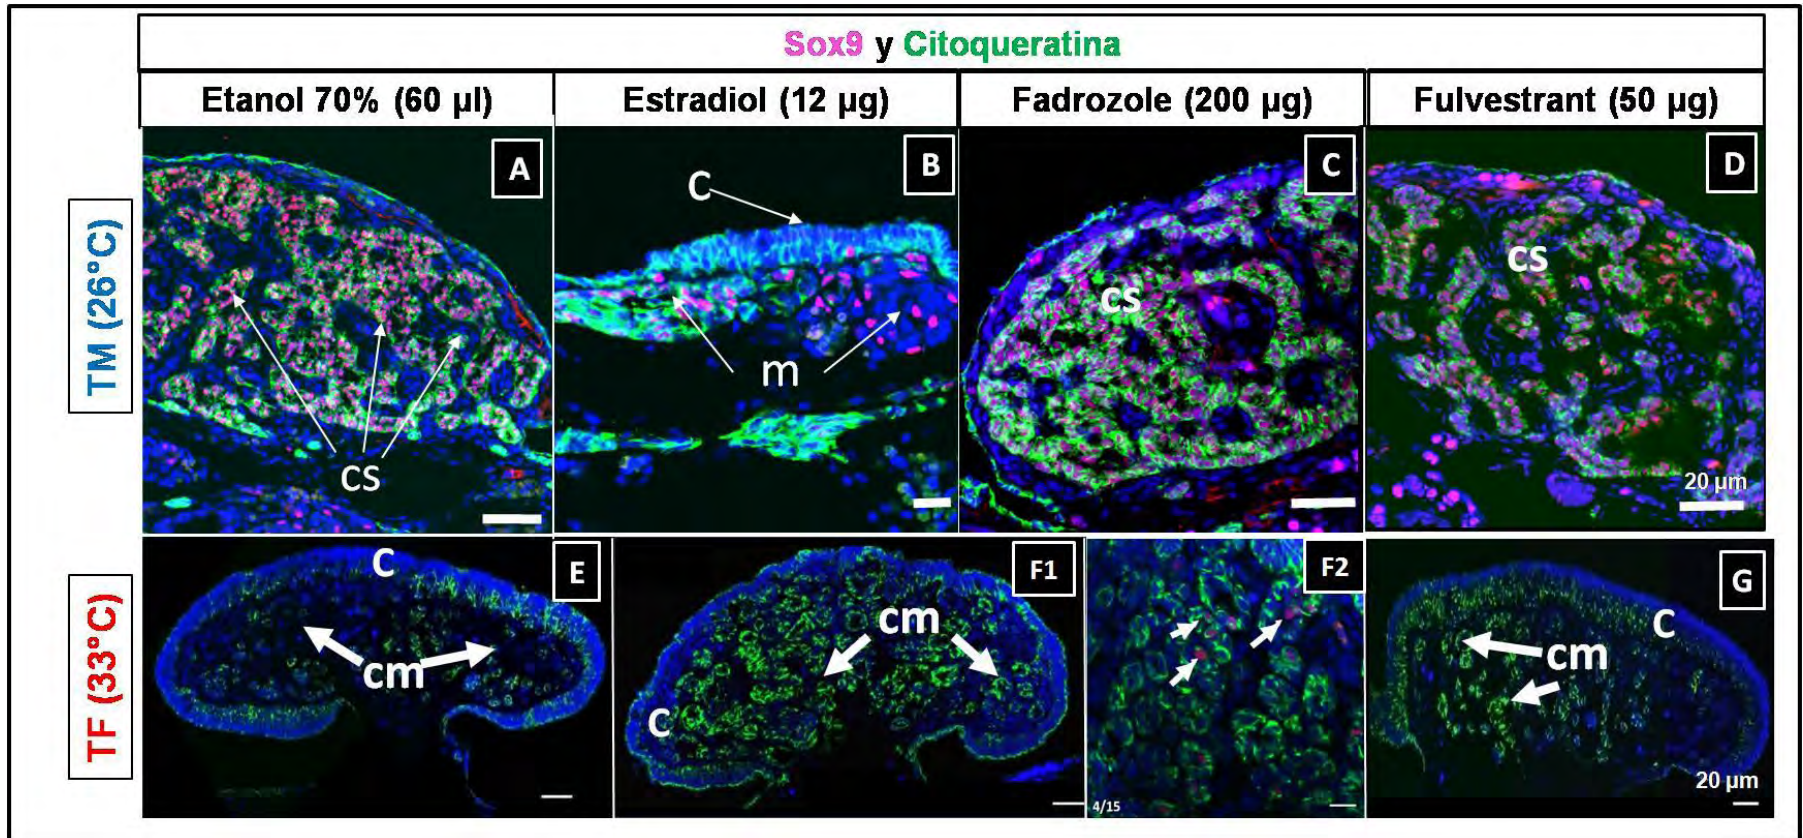 Sox9 y Citoqueratina
Etanol 70% (60 µl)
Estradiol (12 µg)
Fadrozole (200 µg)
Fulvestrant (50 µg)
TM (26°C)
A
cs
B
C
m
C
cs
D
cs
20 µm
TF (33°C)
E
C
cm
F1
cm
C
F2
4/15
G
C
cm
20 µm